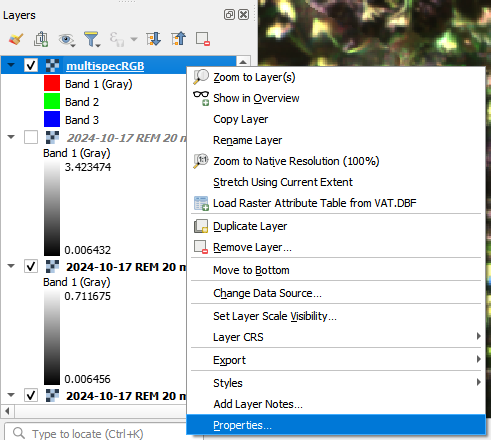 Layers
multispecRGB
Band 1 (Gray)
Band 2
Band 3
2024-10-17 REM 20 m
Band 1 (Gray)
3.423474
0.006432
2024-10-17 REM 20 m
Band 1 (Gray)
0.711675
0.006456
2024-10-17 REM 20 m
Type to locate (Ctrl+K)
Zoom to Layer(s)
Show in Overview
Copy Layer
Rename Layer
Zoom to Native Resolution (100%)
Stretch Using Current Extent
Load Raster Attribute Table from VAT.DBF
Duplicate Layer
Remove Layer...
Move to Bottom
Change Data Source...
Set Layer Scale Visibility...
Layer CRS
Export
Styles
Add Layer Notes...
Properties...